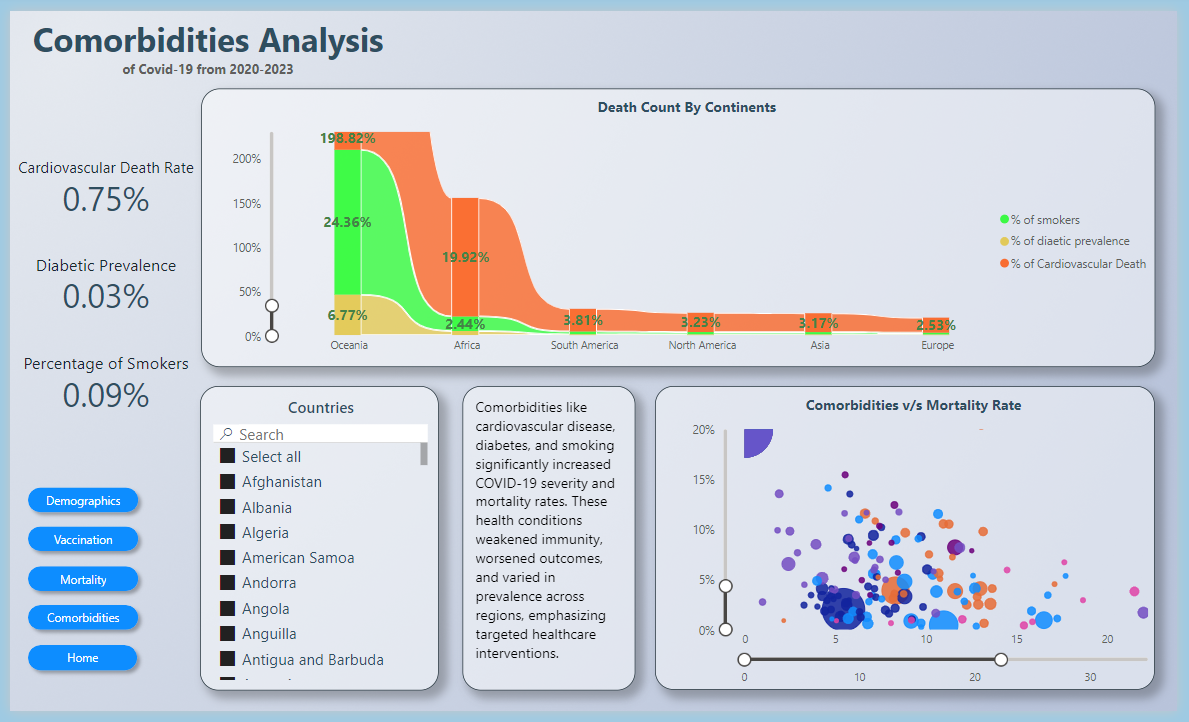 Comorbidities Analysis
of Covid-19 from 2020-2023
Cardiovascular Death Rate
0.75%
Diabetic Prevalence
0.03%
Percentage of Smokers
0.09%
Demographics
Vaccination
Mortality
Comorbidities
Home
Death Count By Continents
200%
150%
100%
50%
0%
198.82%
24.36%
6.77%
19.92%
2.44%
3.81%
3.23%
3.17%
2.53%
Oceania Africa South America North America Asia Europe
% of smokers
% of diaetic prevalence
% of Cardiovascular Death
Countries
Search
Select all
Afghanistan
Albania
Algeria
American Samoa
Andorra
Angola
Anguilla
Antigua and Barbuda
Comorbidities like
cardiovascular disease,
diabetes, and smoking
significantly increased
COVID-19 severity and
mortality rates. These
health conditions
weakened immunity,
worsened outcomes,
and varied in
prevalence across
regions, emphasizing
targeted healthcare
interventions.
Comorbidities v/s Mortality Rate
20%
15%
10%
5%
0%
0 5 10 15 20
0 10 20 30